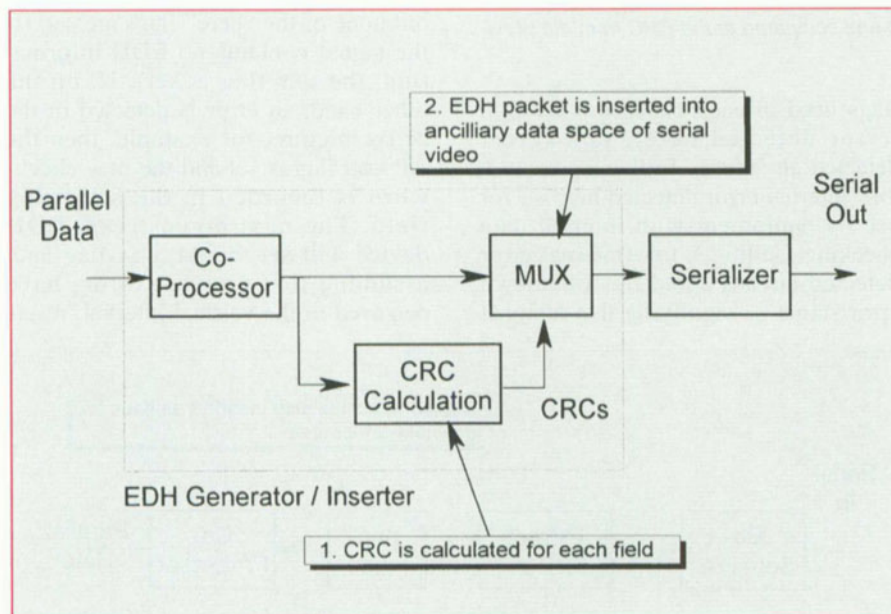 2. EDH packet is inserted into
ancilliary data space of serial
video
Parallel
Data
Serial
Out
Co-
Processor
MUX
Serializer
CRC
Calculation
CRCs
EDH Generator / Inserter
1. CRC is calculated for each field